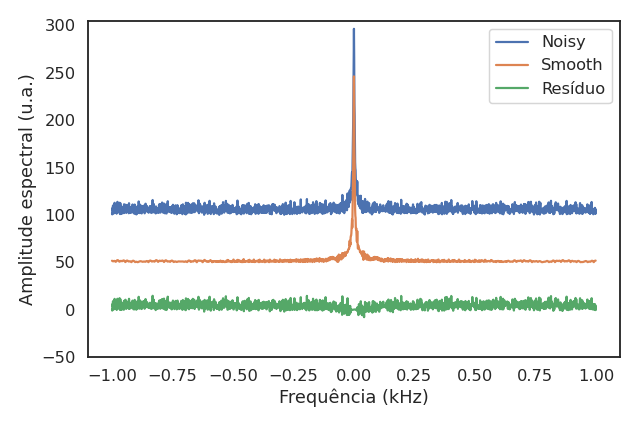 300
250
200
150
100
50
0
−50
Amplitude espectral (u.a.)
Noisy
Smooth
Resíduo
−1.00 −0.75 −0.50 −0.25 0.00 0.25 0.50 0.75 1.00
Frequência (kHz)